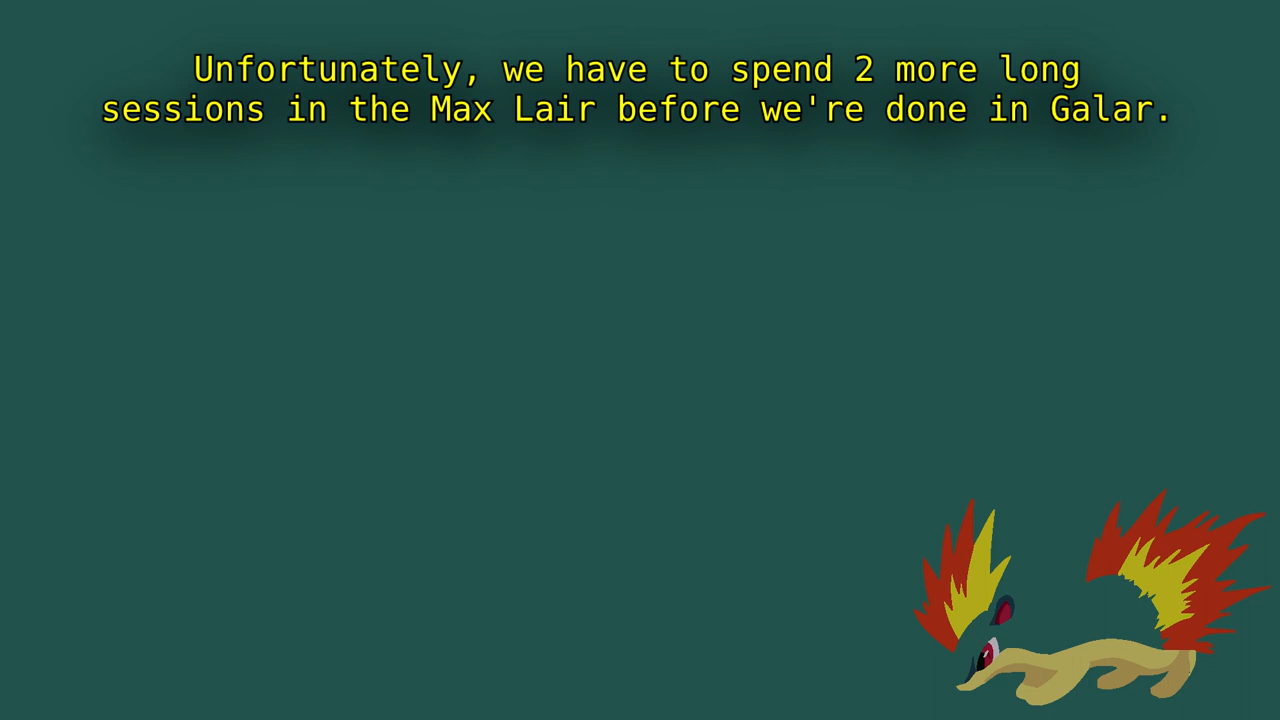 Unfortunately, we have to spend 2 more long
sessions in the Max Lair before we're done in Galar.